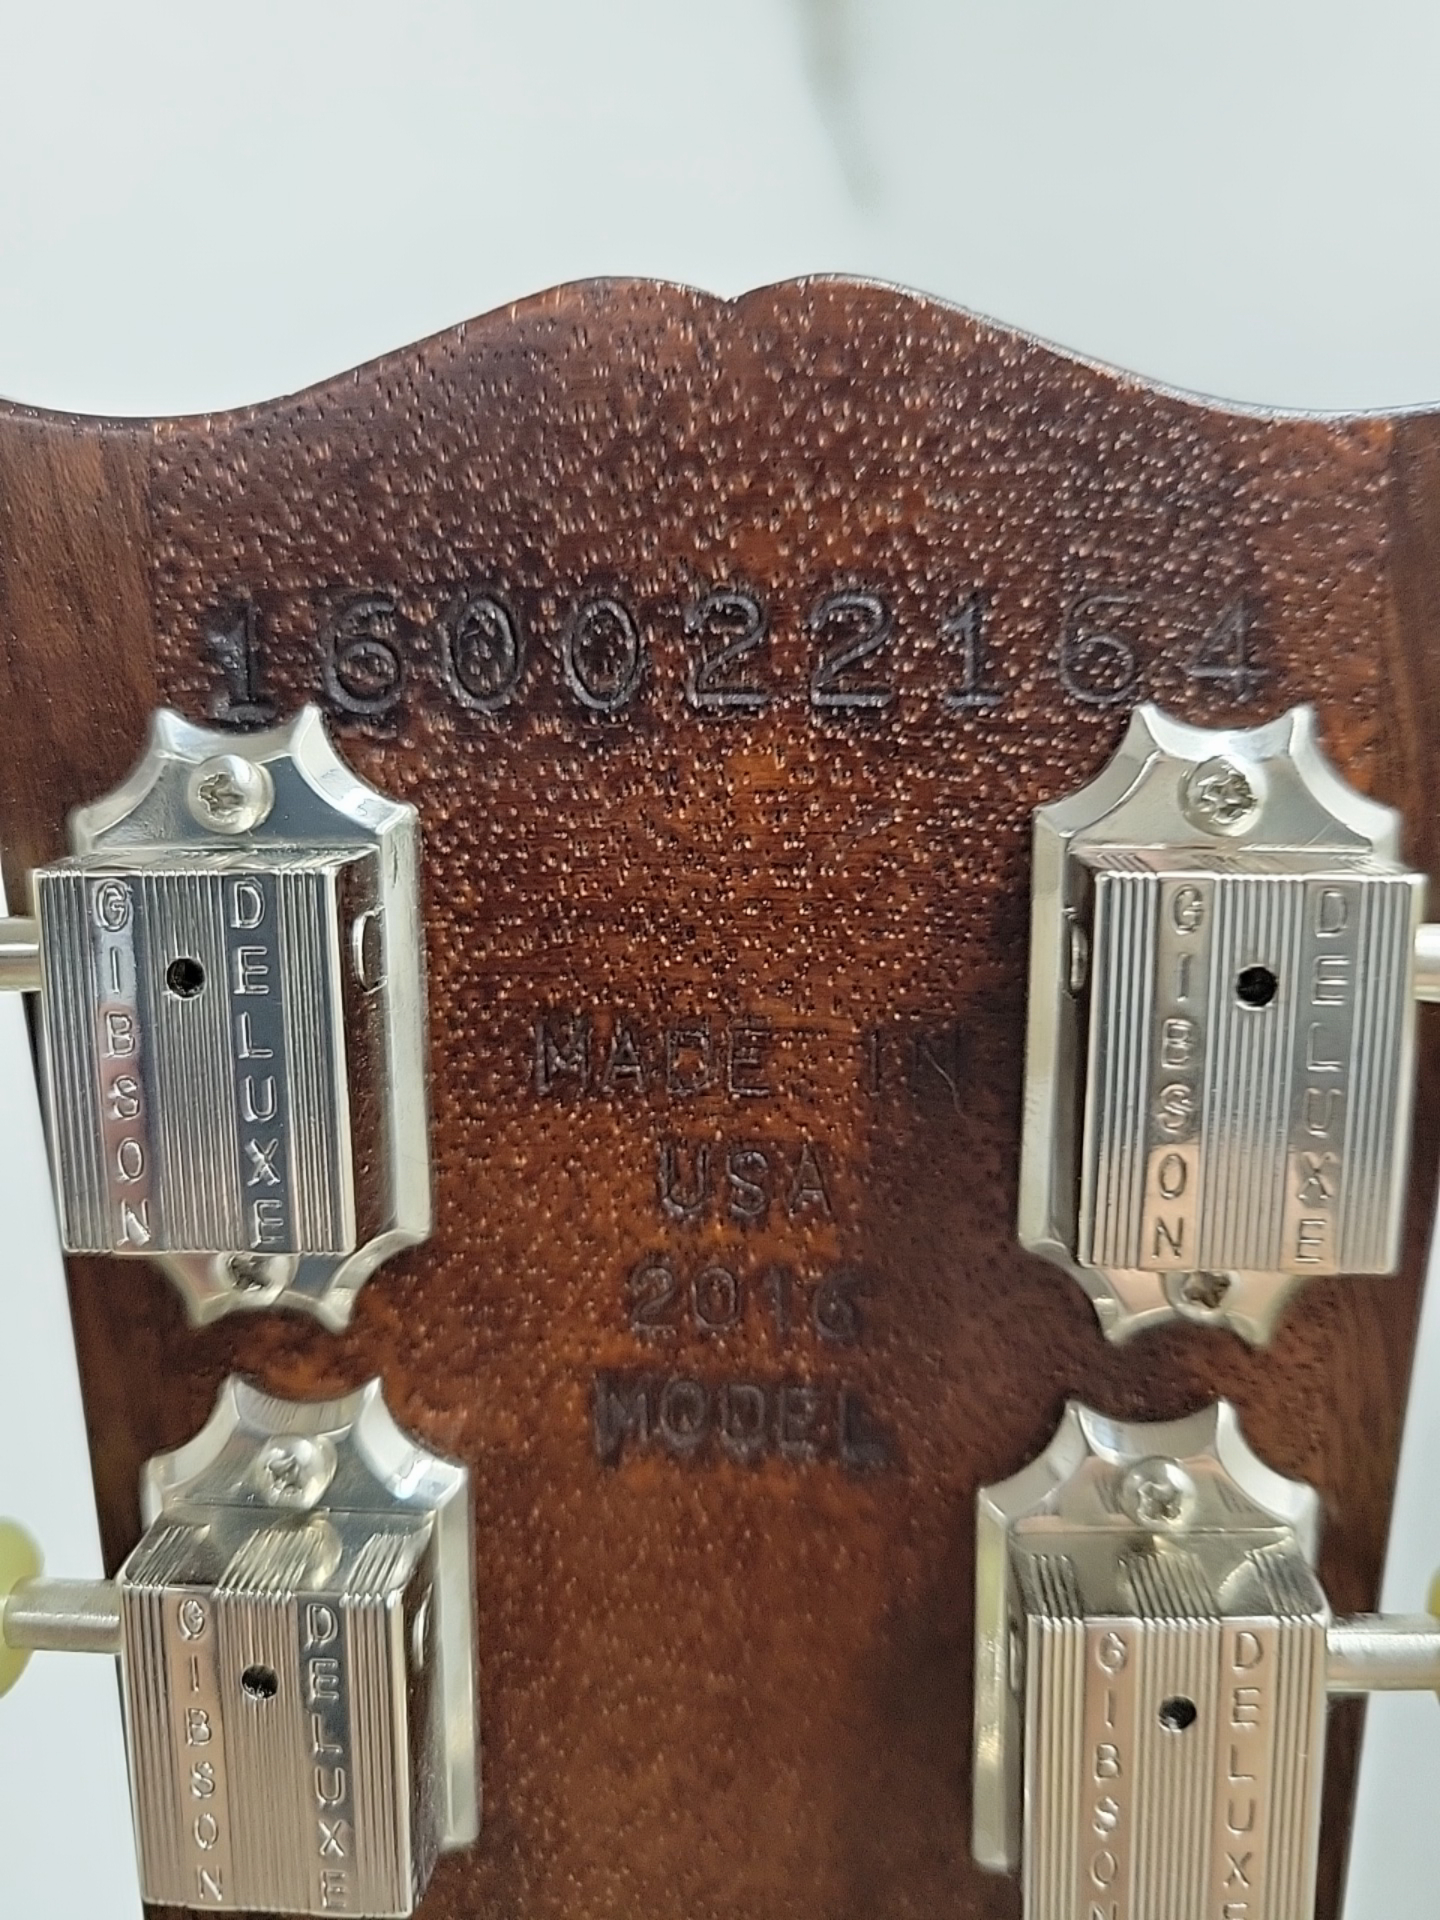 160022164
GIBSON DELUXE
GIBSON DELUXE
MADE IN
USA
2016
MODEL
GIBSON DELUXE
GIBSON DELUXE